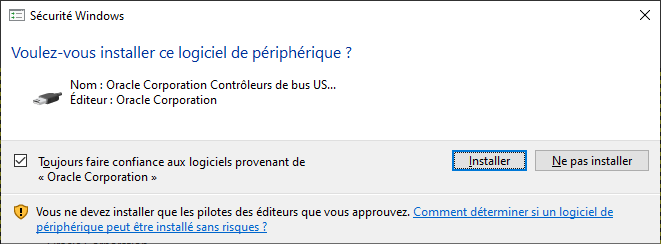 Sécurité Windows
Voulez-vous installer ce logiciel de périphérique ?
Nom : Oracle Corporation Contrôleurs de bus US...
Éditeur : Oracle Corporation
Toujours faire confiance aux logiciels provenant de
« Oracle Corporation »
Installer
Ne pas installer
Vous ne devez installer que les pilotes des éditeurs que vous approuvez. Comment déterminer si un logiciel de
périphérique peut être installé sans risques ?